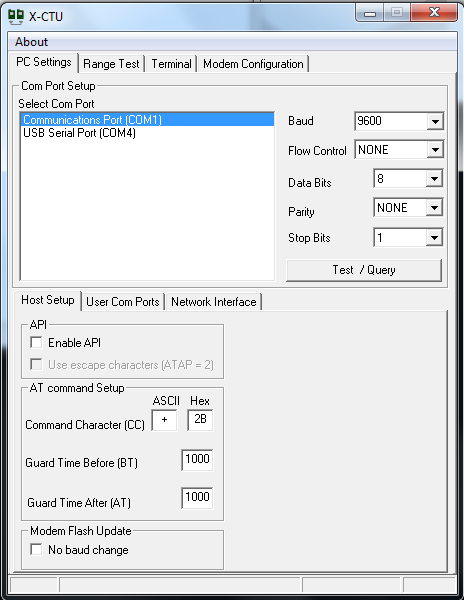 X-CTU
About
PC Settings Range Test Terminal Modem Configuration
Com Port Setup
Select Com Port
Communications Port (COM1)
USB Serial Port (COM4)
Baud 9600
Flow Control NONE
Data Bits 8
Parity NONE
Stop Bits 1
Test / Query
Host Setup User Com Ports Network Interface
API
Enable API
Use escape characters (ATAP = 2)
AT command Setup
ASCII Hex
Command Character (CC) + 2B
Guard Time Before (BT) 1000
Guard Time After (AT) 1000
Modem Flash Update
No baud change